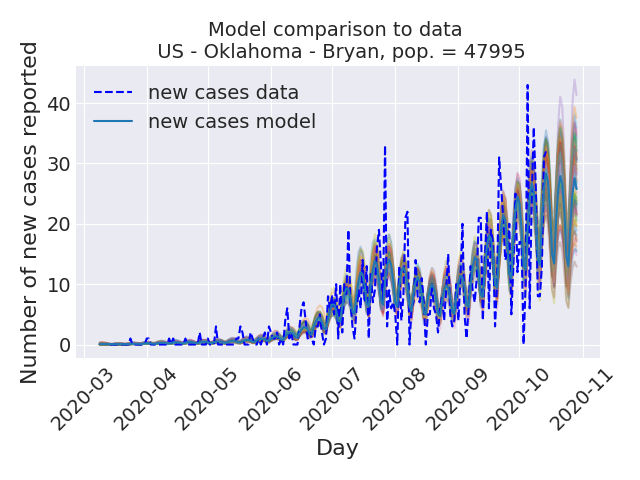 Model comparison to data
US - Oklahoma - Bryan, pop. = 47995
Number of new cases reported
40
30
20
10
0
new cases data
new cases model
2020-03
2020-04
2020-05
2020-06
2020-07
2020-08
2020-09
2020-10
2020-11
Day